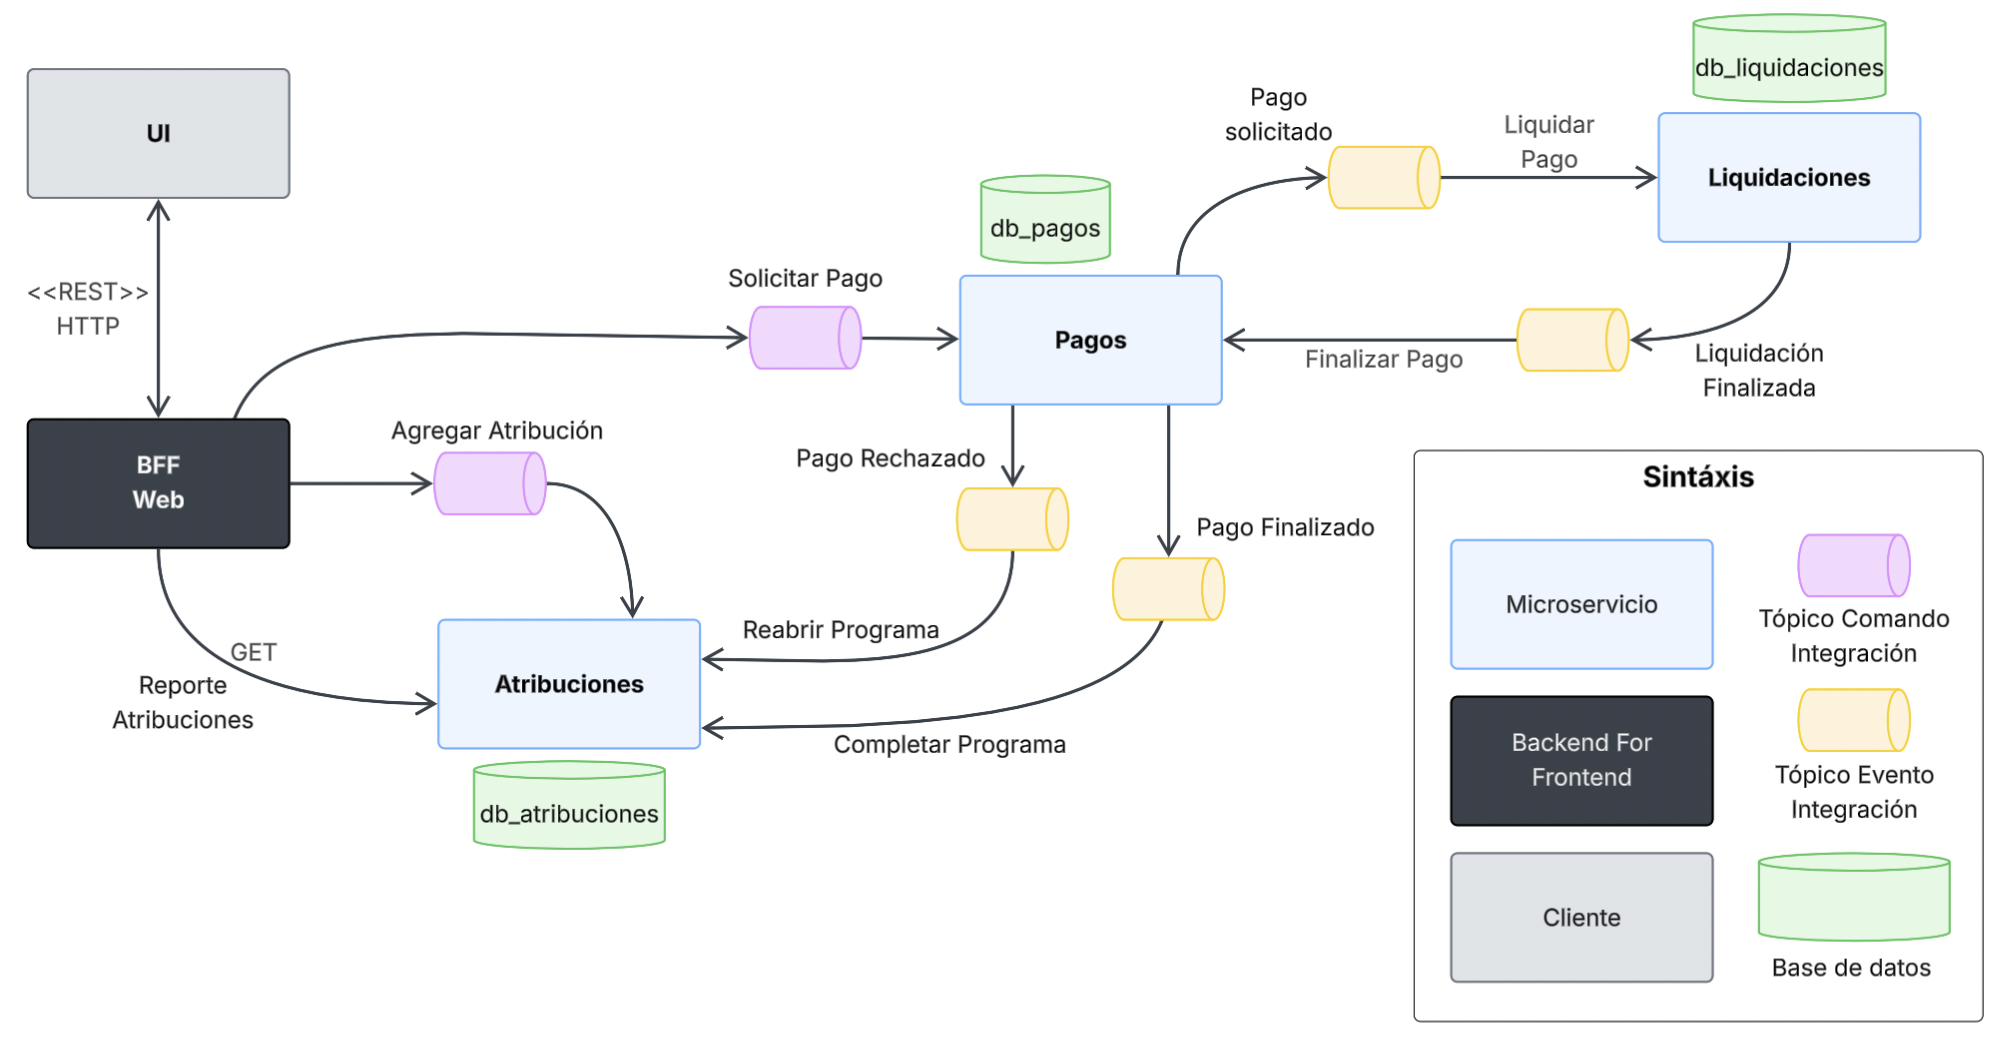 UI
<<REST>>
HTTP
BFF
Web
Solicitar Pago
Agregar Atribución
GET
Reporte
Atribuciones
Atribuciones
db_atribuciones
db_pagos
Pagos
Pago
solicitado
Liquidar
Pago
db_liquidaciones
Liquidaciones
Finalizar Pago
Liquidación
Finalizada
Pago Rechazado
Pago Finalizado
Reabrir Programa
Completar Programa
Sintáxis
Microservicio
Tópico Comando
Integración
Backend For
Frontend
Tópico Evento
Integración
Cliente
Base de datos